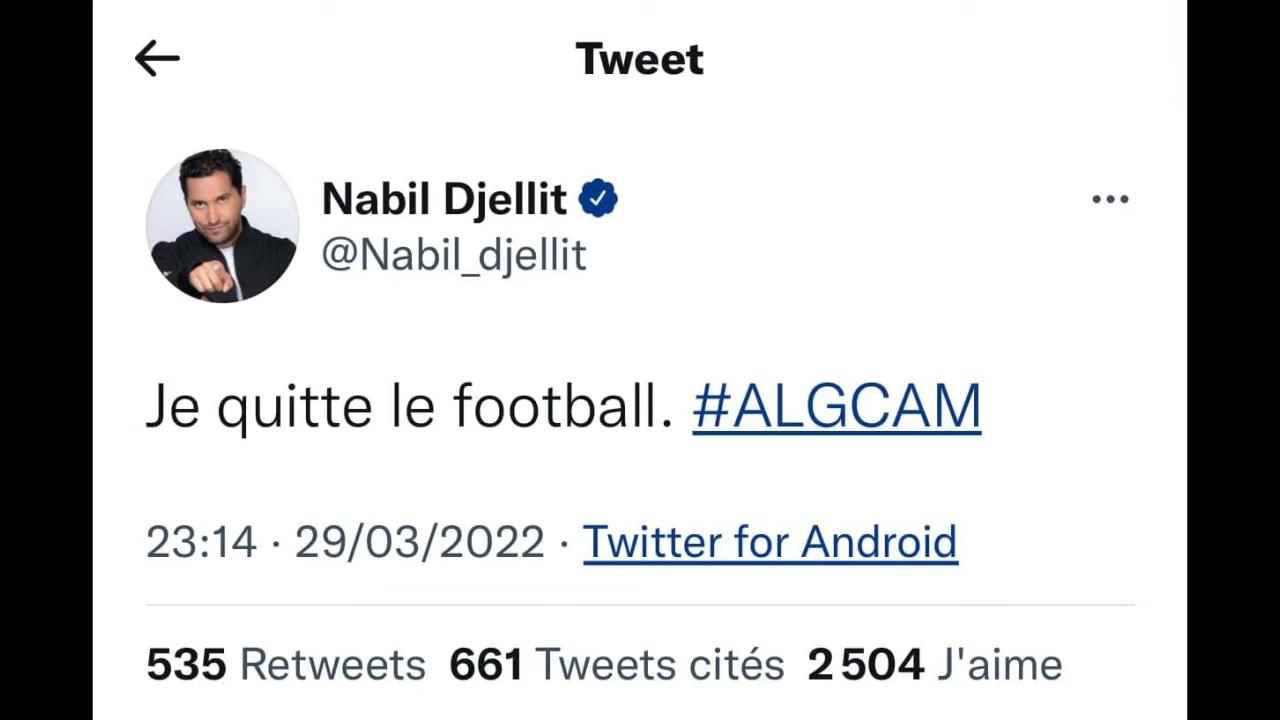 Tweet
Nabil Djellit
@Nabil_djellit
Je quitte le football. #ALGCAM
23:14 · 29/03/2022 · Twitter for Android
535 Retweets 661 Tweets cités 2 504 J'aime